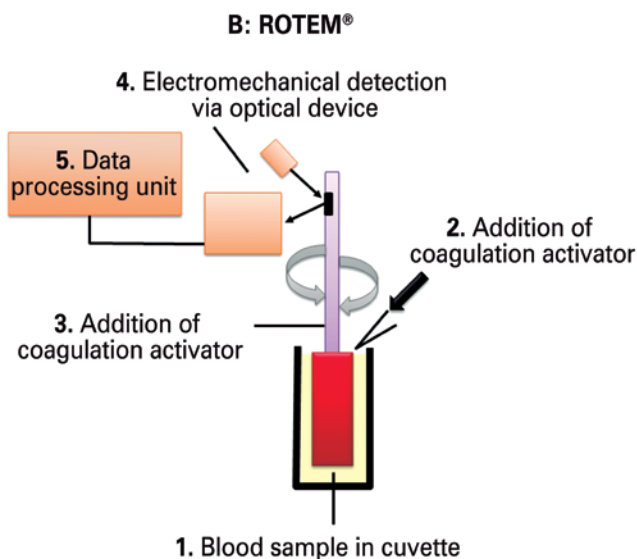 B: ROTEM®
4. Electromechanical detection
via optical device
5. Data
processing unit
2. Addition of
coagulation activator
3. Addition of
coagulation activator
1. Blood sample in cuvette